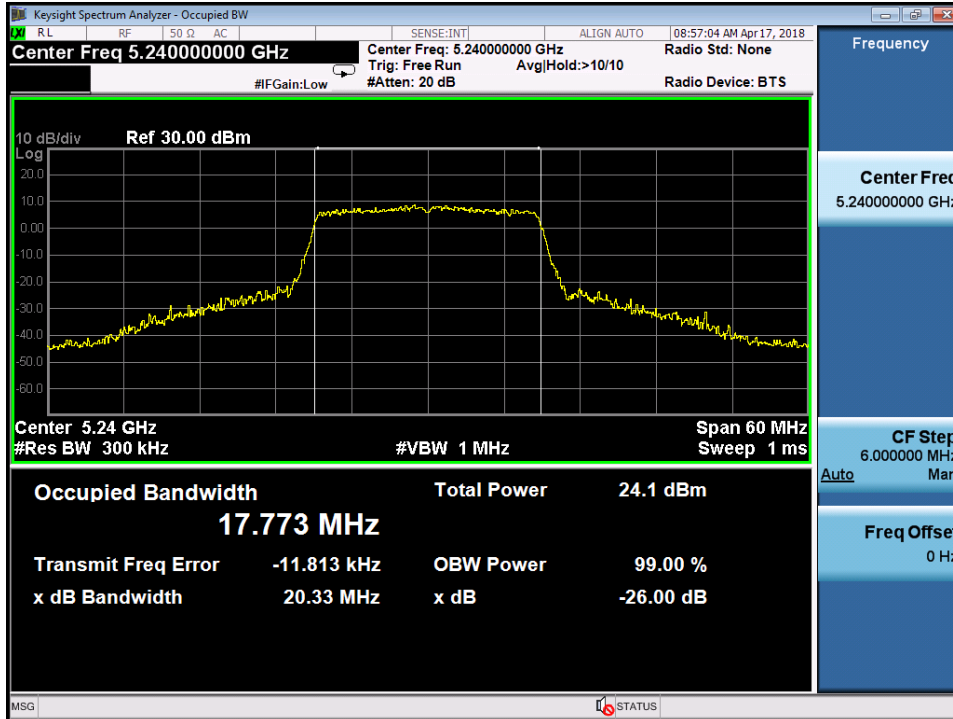 Keysight Spectrum Analyzer - Occupied BW
LXI RL RF 50 Ω AC SENSE:INT ALIGN AUTO 08:57:04 AM Apr 17, 2018
Center Freq 5.240000000 GHz
Center Freq: 5.240000000 GHz
Radio Std: None
Trig: Free Run Avg|Hold:>10/10
#IFGain:Low
#Atten: 20 dB
Radio Device: BTS
10 dB/div Ref 30.00 dBm
Log
20.0
10.0
0.00
-10.0
-20.0
-30.0
-40.0
-50.0
-60.0
Center 5.24 GHz Span 60 MHz
#Res BW 300 kHz #VBW 1 MHz Sweep 1 ms
Occupied Bandwidth Total Power 24.1 dBm
17.773 MHz
Transmit Freq Error -11.813 kHz OBW Power 99.00 %
x dB Bandwidth 20.33 MHz x dB -26.00 dB
MSG STATUS
Frequency
Center Freq
5.240000000 GHz
CF Step
6.000000 MHz
Auto Man
Freq Offset
0 Hz